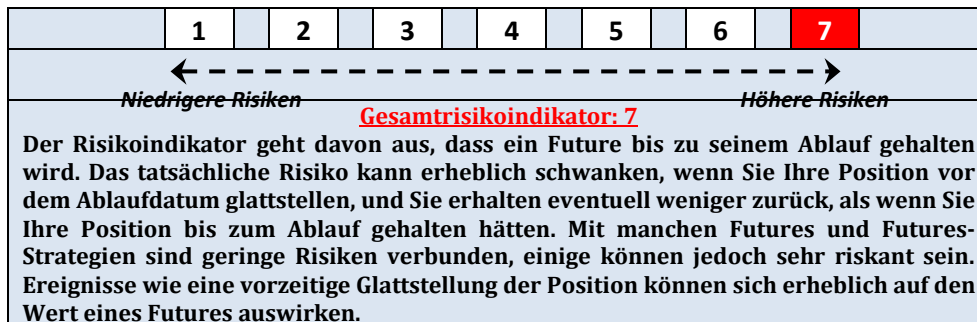 1 2 3 4 5 6 7
Niedrigere Risiken Höhere Risiken
Gesamtrisikoindikator: 7
Der Risikoindikator geht davon aus, dass ein Future bis zu seinem Ablauf gehalten
wird. Das tatsächliche Risiko kann erheblich schwanken, wenn Sie Ihre Position vor
dem Ablaufdatum glattstellen, und Sie erhalten eventuell weniger zurück, als wenn Sie
Ihre Position bis zum Ablauf gehalten hätten. Mit manchen Futures und Futures-
Strategien sind geringe Risiken verbunden, einige können jedoch sehr riskant sein.
Ereignisse wie eine vorzeitige Glattstellung der Position können sich erheblich auf den
Wert eines Futures auswirken.